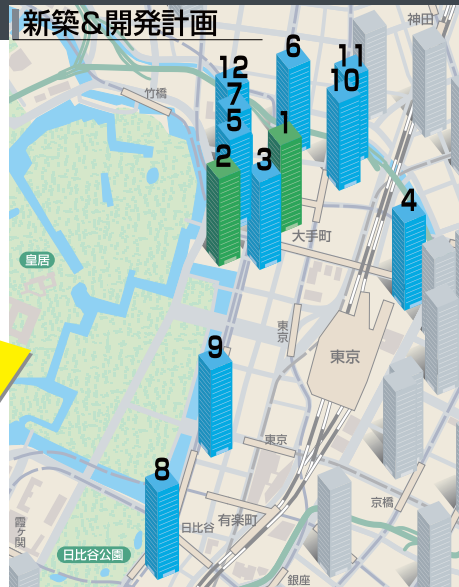 新築&開発計画
神田
6
11
12
10
竹橋
7
5
1
2
3
4
大手町
皇居
東京
東京
9
東京
8
京橋
霞ヶ関
日比谷
有楽町
日比谷公園
銀座